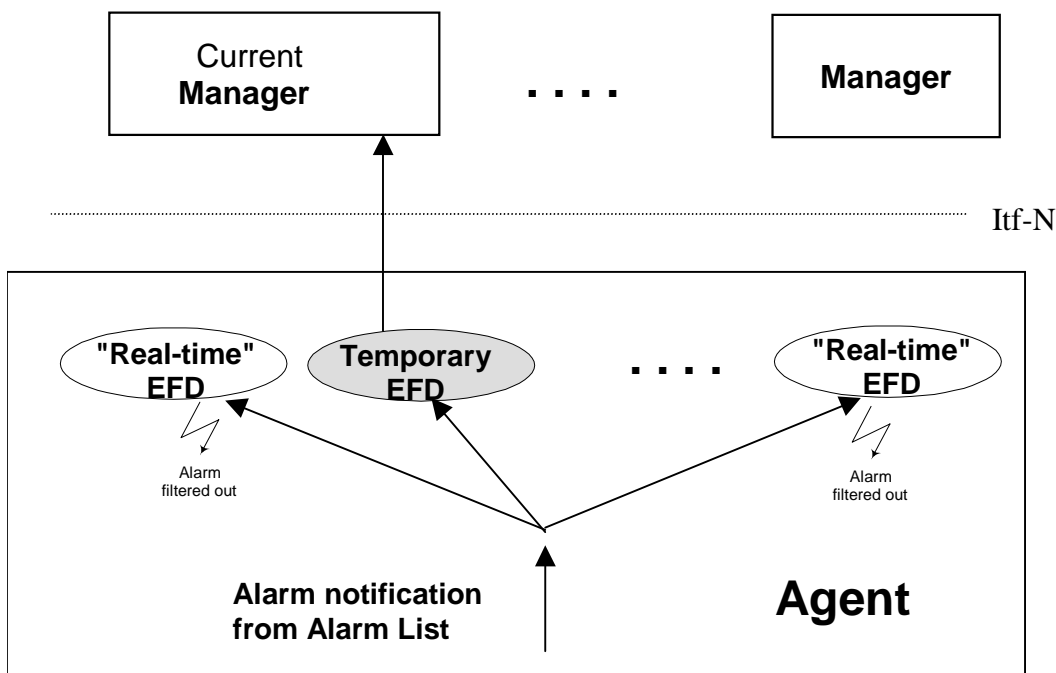 Current
Manager
. . . .
Manager
Itf-N
"Real-time"
EFD
Temporary
EFD
. . . .
"Real-time"
EFD
Alarm
filtered out
Alarm
filtered out
Alarm notification
from Alarm List
Agent